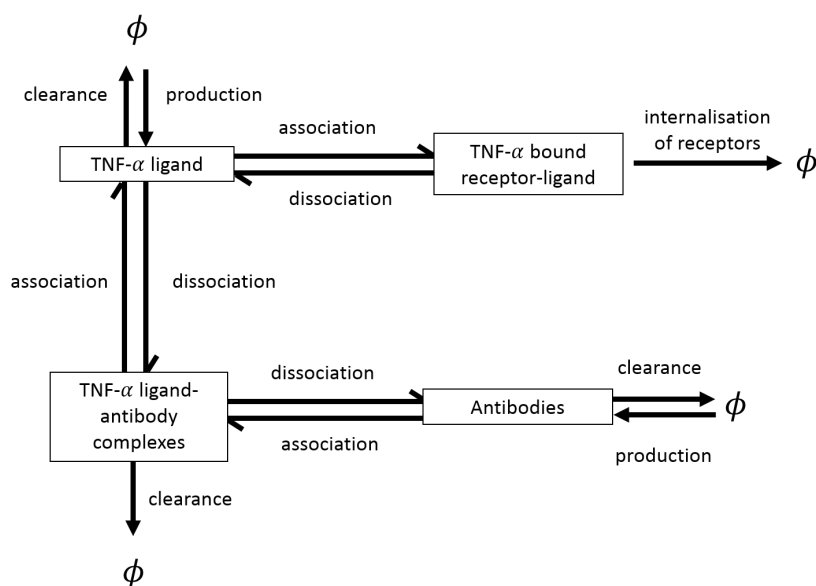 ϕ
clearance
production
association
internalisation
of receptors
TNF-α ligand
TNF-α bound
receptor-ligand
ϕ
dissociation
association
dissociation
dissociation
clearance
TNF-α ligand-
antibody
complexes
Antibodies
ϕ
association
production
clearance
ϕ